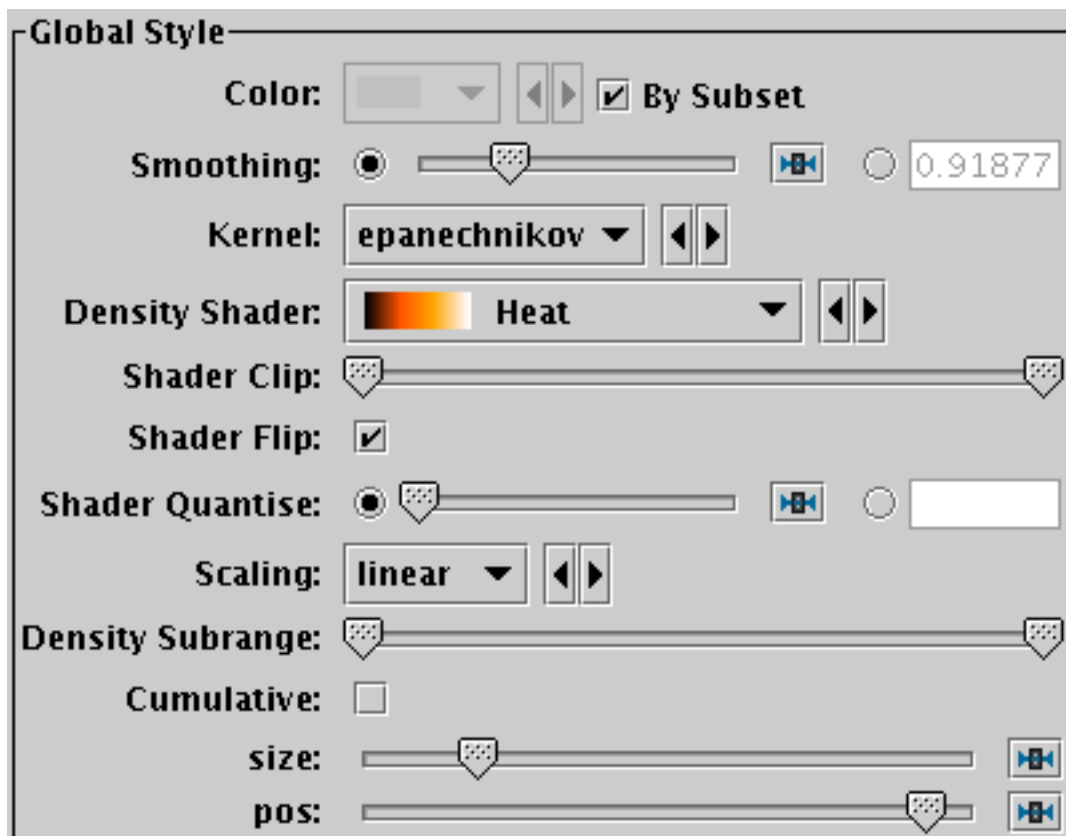 Global Style
Color: By Subset
Smoothing: 0.91877
Kernel: epanechnikov
Density Shader: Heat
Shader Clip:
Shader Flip:
Shader Quantise:
Scaling: linear
Density Subrange:
Cumulative:
size:
pos: